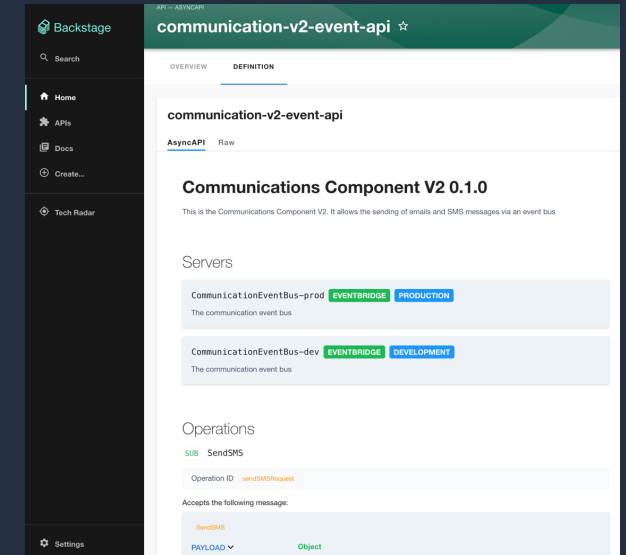 Backstage
Search
Home
APIs
Docs
Create...
Tech Radar
Settings
API — ASYNCAPI
communication-v2-event-api ☆
OVERVIEW DEFINITION
communication-v2-event-api
AsyncAPI Raw
Communications Component V2 0.1.0
This is the Communications Component V2. It allows the sending of emails and SMS messages via an event bus
Servers
CommunicationEventBus-prod EVENTBRIDGE PRODUCTION
The communication event bus
CommunicationEventBus-dev EVENTBRIDGE DEVELOPMENT
The communication event bus
Operations
SUB SendSMS
Operation ID sendSMSRequest
Accepts the following message:
SendSMS
PAYLOAD Object